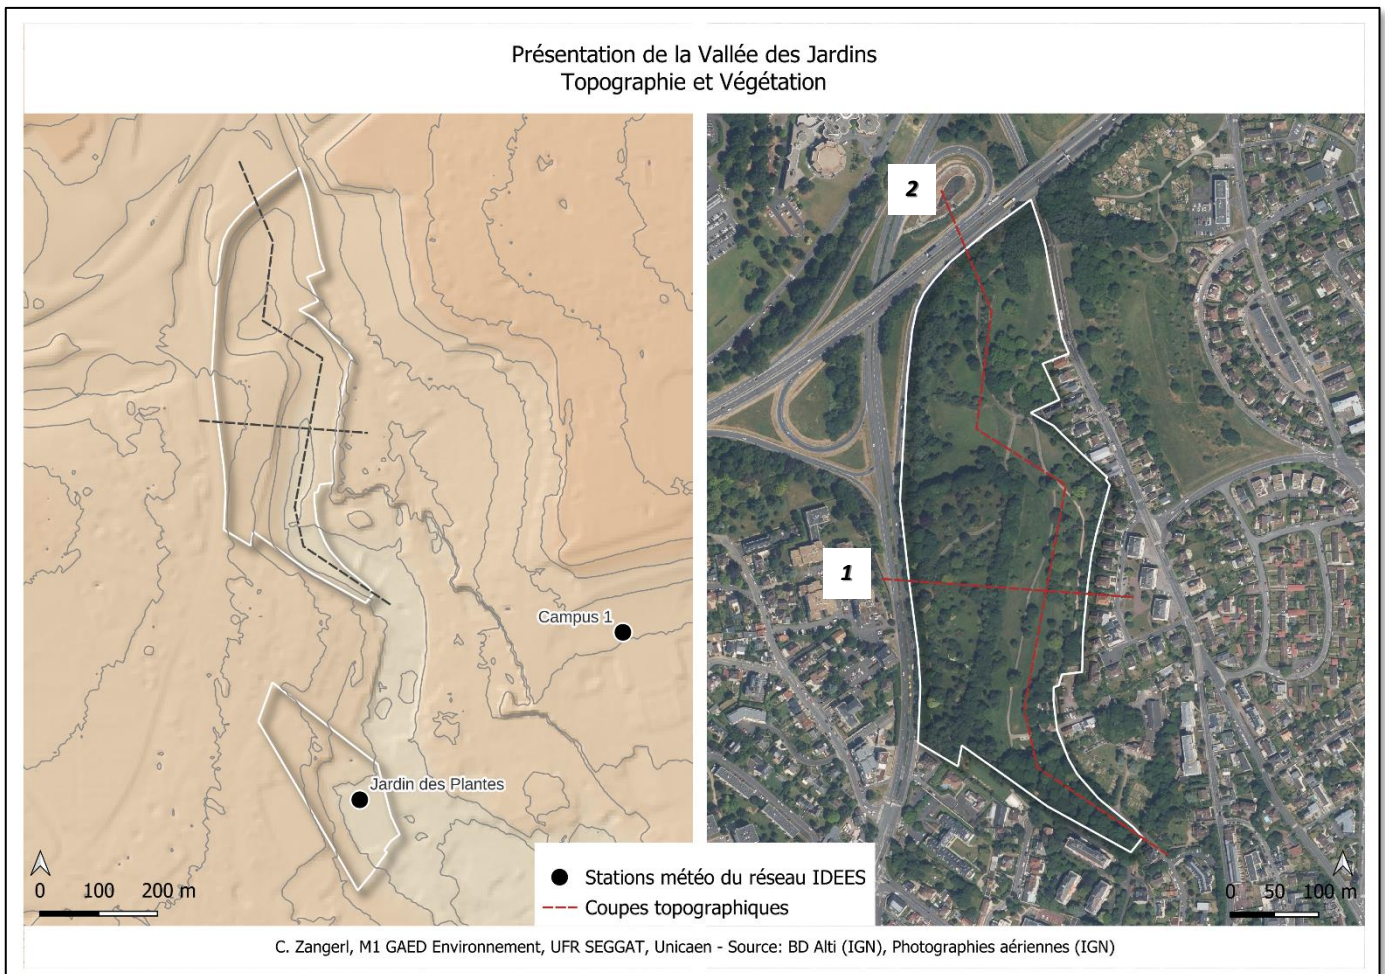 Présentation de la Vallée des Jardins
Topographie et Végétation
2
1
Campus 1
Jardin des Plantes
0 100 200 m
0 50 100 m
Stations météo du réseau IDEES
Coupes topographiques
C. Zangerl, M1 GAED Environnement, UFR SEGGAT, Unicaen - Source: BD Alti (IGN), Photographies aériennes (IGN)